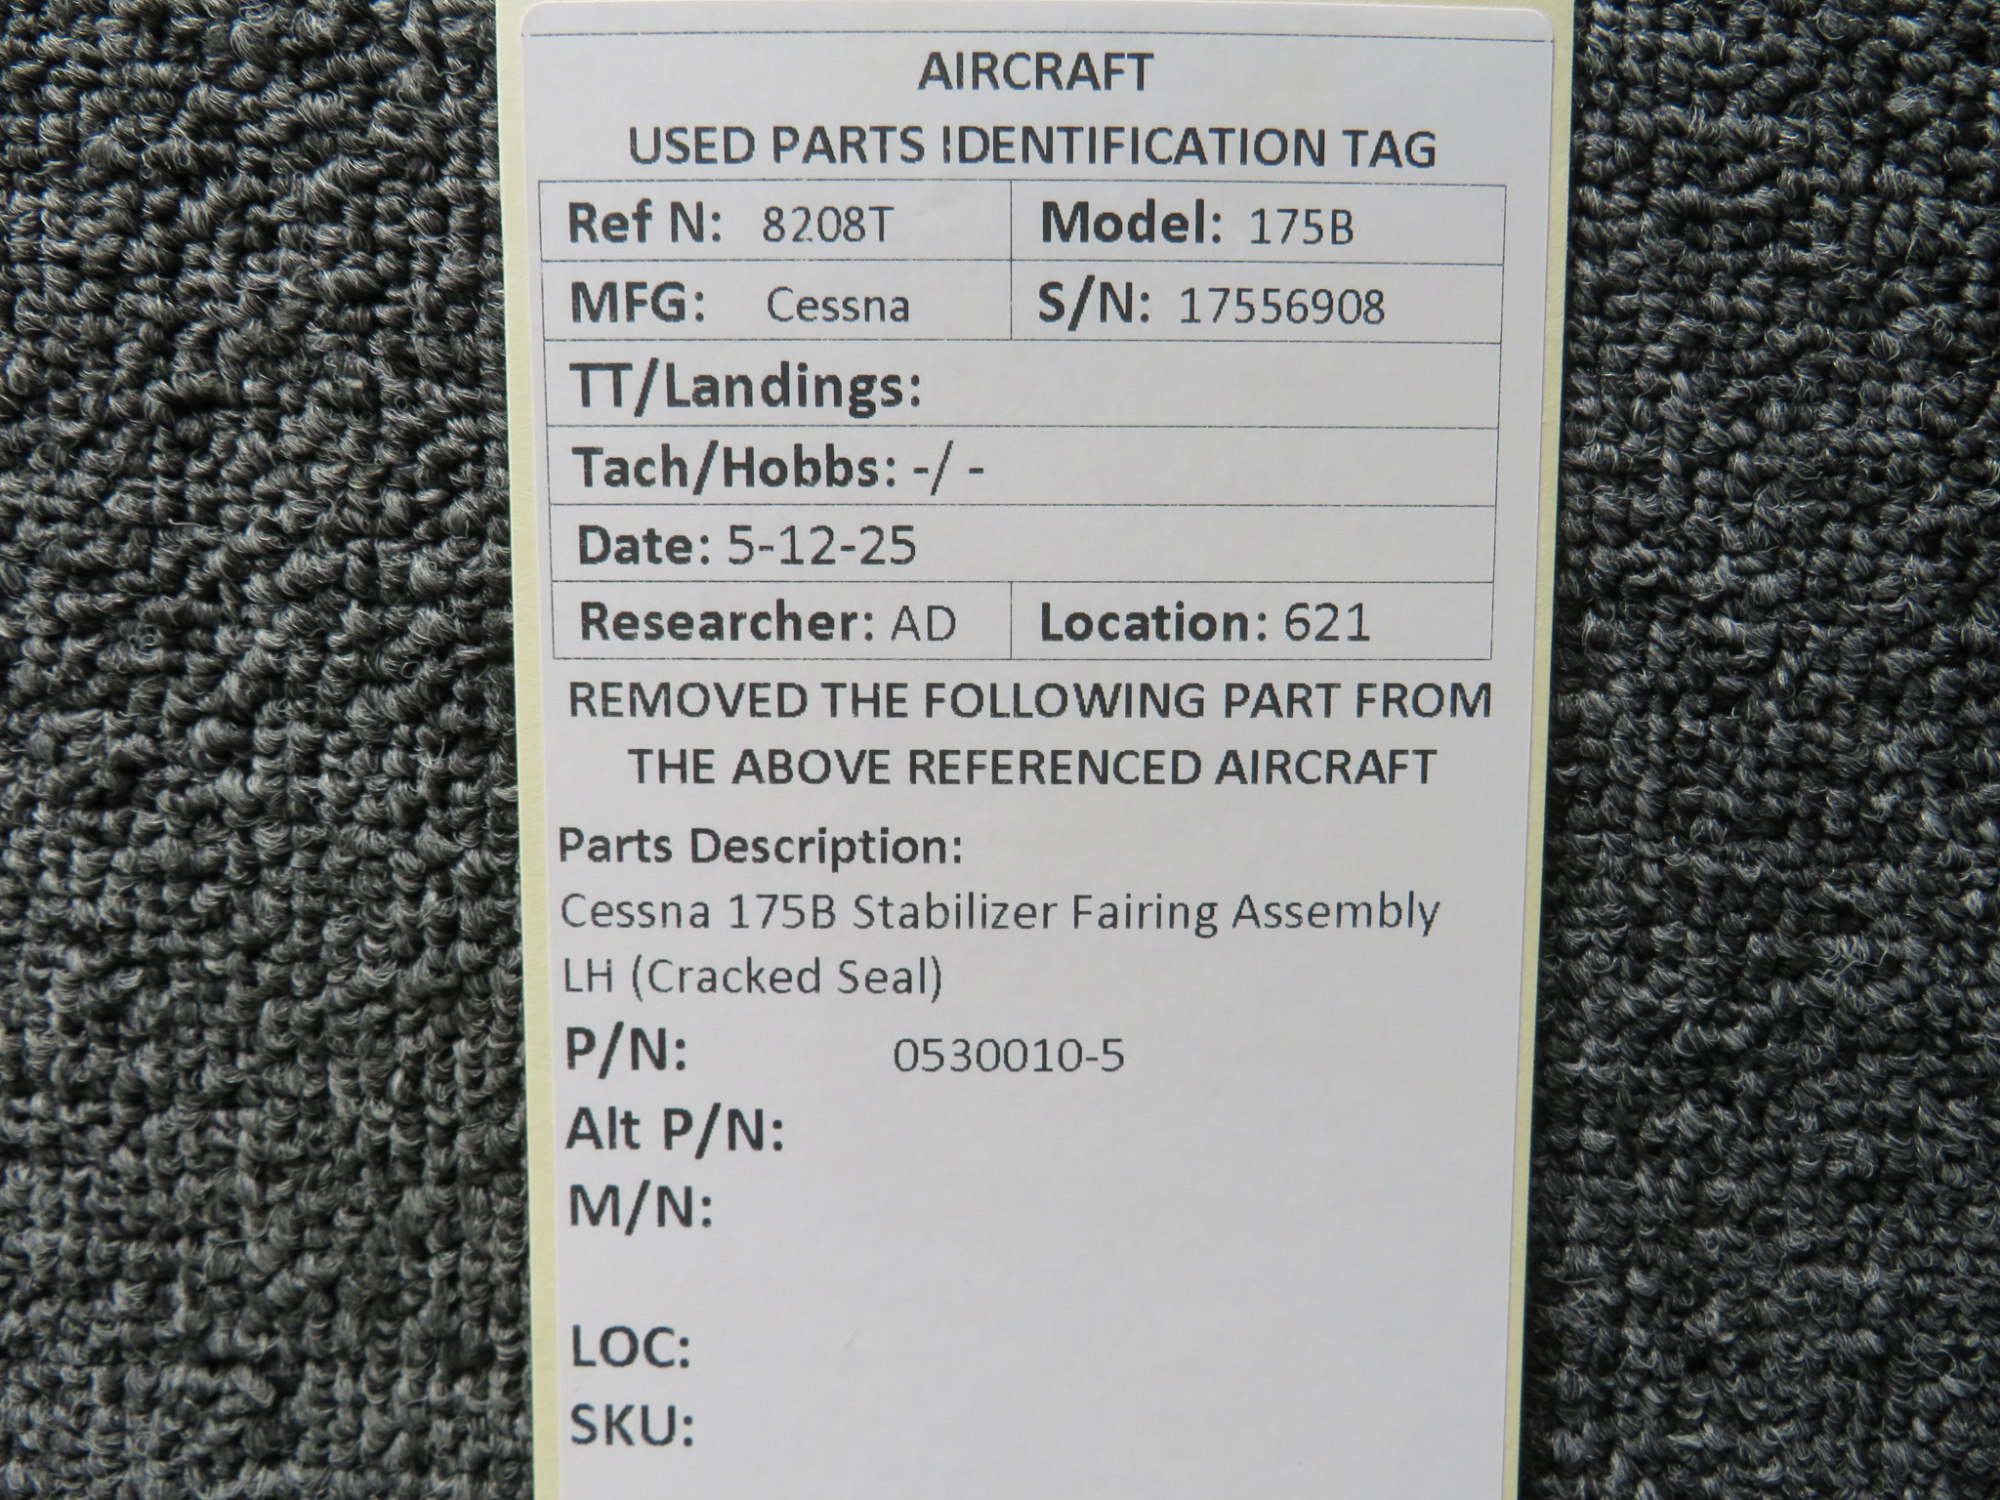 AIRCRAFT
USED PARTS IDENTIFICATION TAG
Ref N: 8208T Model: 175B
MFG: Cessna S/N: 17556908
TT/Landings:
Tach/Hobbs: -/ -
Date: 5-12-25
Researcher: AD Location: 621
REMOVED THE FOLLOWING PART FROM
THE ABOVE REFERENCED AIRCRAFT
Parts Description:
Cessna 175B Stabilizer Fairing Assembly
LH (Cracked Seal)
P/N: 0530010-5
Alt P/N:
M/N:
LOC:
SKU: